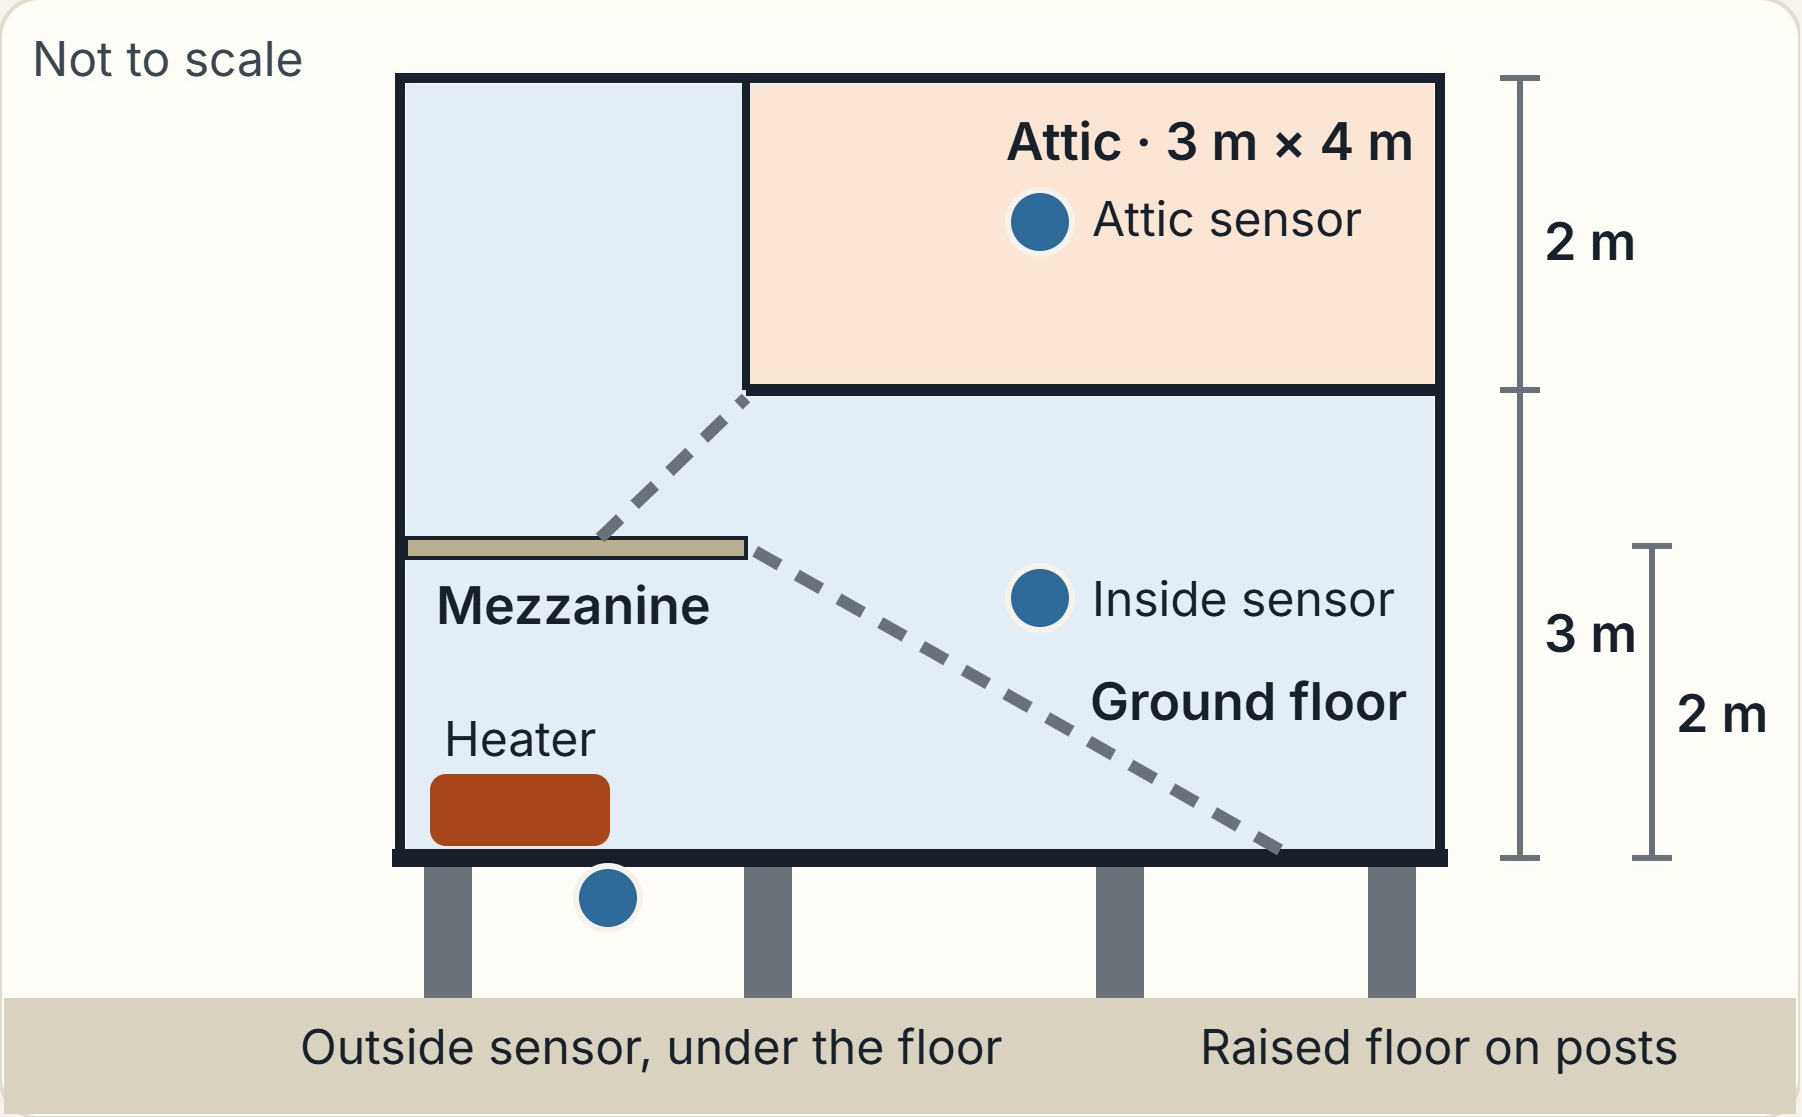 Not to scale
Attic · 3 m × 4 m
Attic sensor
2 m
Mezzanine
Inside sensor
3 m
Ground floor
2 m
Heater
Outside sensor, under the floor
Raised floor on posts